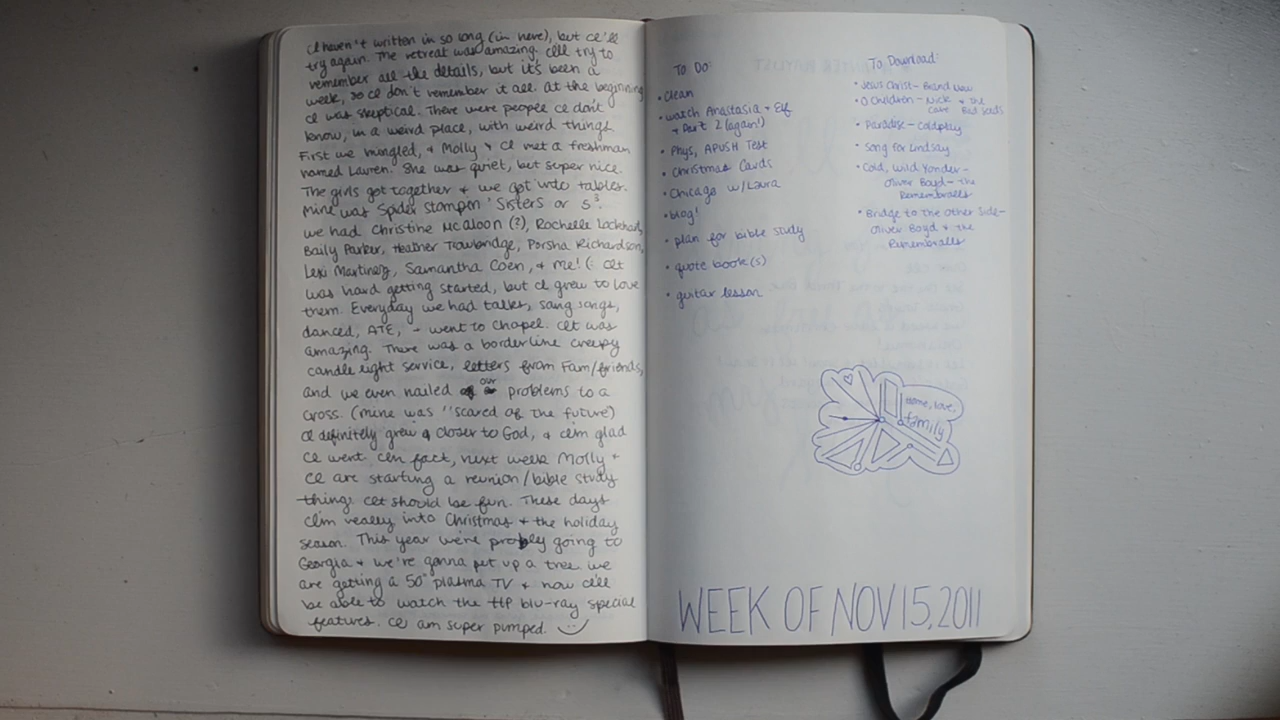 I haven't written in so long (in here), but I'll
try again. The retreat was amazing. I'll try to
remember all the details, but it's been a
week, so I don't remember it all. At the beginning
I was skeptical. There were people I don't
know, in a weird place, with weird things
First we mingled, + Molly + I met a freshman
named Lauren. She was quiet, but super nice.
The girls got together + we got into tables.
Mine was Spider Stompin' Sisters or S³.
we had Christine McAloon (?), Rochelle Lockhart,
Baily Parker, Heather Trowbridge, Porsha Richardson,
Lexi Martinez, Samantha Coen, + me! (: It
was hard getting started, but I grew to love
them. Everyday we had talks, sang songs,
danced, ATE, - went to chapel. It was
amazing. There was a borderline creepy
candle light service, letters from Fam/friends,
and we even nailed our problems to a
cross. (mine was "scared of the future)
I definitely grew closer to God, + I'm glad
I went. In fact, next week Molly +
I are starting a reunion/bible study
thing. It should be fun. These days
I'm really into Christmas + the holiday
season. This year we're probly going to
Georgia + we're gonna put up a tree. we
are getting a 50" plasma TV + now I'll
be able to watch the HP blu-ray special
features. I am super pumped.
To Do:
• clean
• watch Anastasia + Elf
+ Part 2 (again!)
• Phys, APUSH Test
• Christmas Cards
• Chicago w/Laura
• blog!
• plan for bible study
• quote book(s)
• guitar lesson
To Download:
• Jesus Christ - Brand New
• O Children - Nick Cave + the Bad Seeds
• Paradise - Coldplay
• Song for Lindsay
• Cold, Wild Yonder -
Oliver Boyd - the
Remembralls
• Bridge to the Other Side -
Oliver Boyd + the
Remembralls
Home, love,
family
WEEK OF NOV 15, 2011